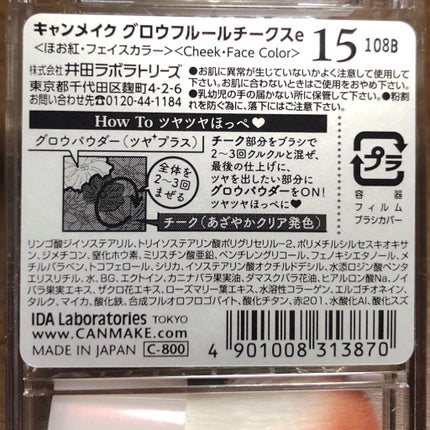 キャンメイク グロウフルールチークスe
<ほお紅・フェイスカラー><Cheek・Face Color>
15 108B
株式会社 井田ラボラトリーズ
東京都千代田区麹町4-2-6
お問い合わせ先☎0120-44-1184
●お肌に異常が生じていないかよく注意して使用して
下さい。お肌に合わないときはご使用をおやめ下さい。
●乳幼児の手の届かない所に保管して下さい。●粉割
れを防ぐ為に、落下にはご注意下さい。
How To ツヤツヤほっぺ♥
グロウパウダー(ツヤ+プラス)
全体を
2~3回
まぜる
チーク(あざやかクリア発色)
チーク部分をブラシで
2~3回クルクルと混ぜ、
最後の仕上げに、
ツヤを出したい部分に
グロウパウダーをON!
ツヤツヤほっぺに♥
プラ
容器
フィルム
ブラシカバー
リンゴ酸ジイソステアリル、トリイソステアリン酸ポリグリセリル-2、ポリメチルシルセスキオキサ
ン、ジメチコン、窒化ホウ素、ミリスチン酸亜鉛、ペンチレングリコール、フェノキシエタノール、メ
チルパラベン、トコフェロール、シリカ、イソステアリン酸オクチルドデシル、水添ロジン酸ペンタ
エリスリチル、水、BG、エクトイン、カニナバラ果実油、ダマスクバラ花油、ヒアルロン酸Na、ノイ
バラ果実エキス、ザクロ花エキス、ローズマリー葉エキス、水溶性コラーゲン、エルゴチオネイン、
タルク、マイカ、酸化鉄、合成フルオロフロゴパイト、酸化チタン、赤201、水酸化Al、酸化スズ
IDA Laboratories TOKYO
www.CANMAKE.com
MADE IN JAPAN C-800
4 901008 313870